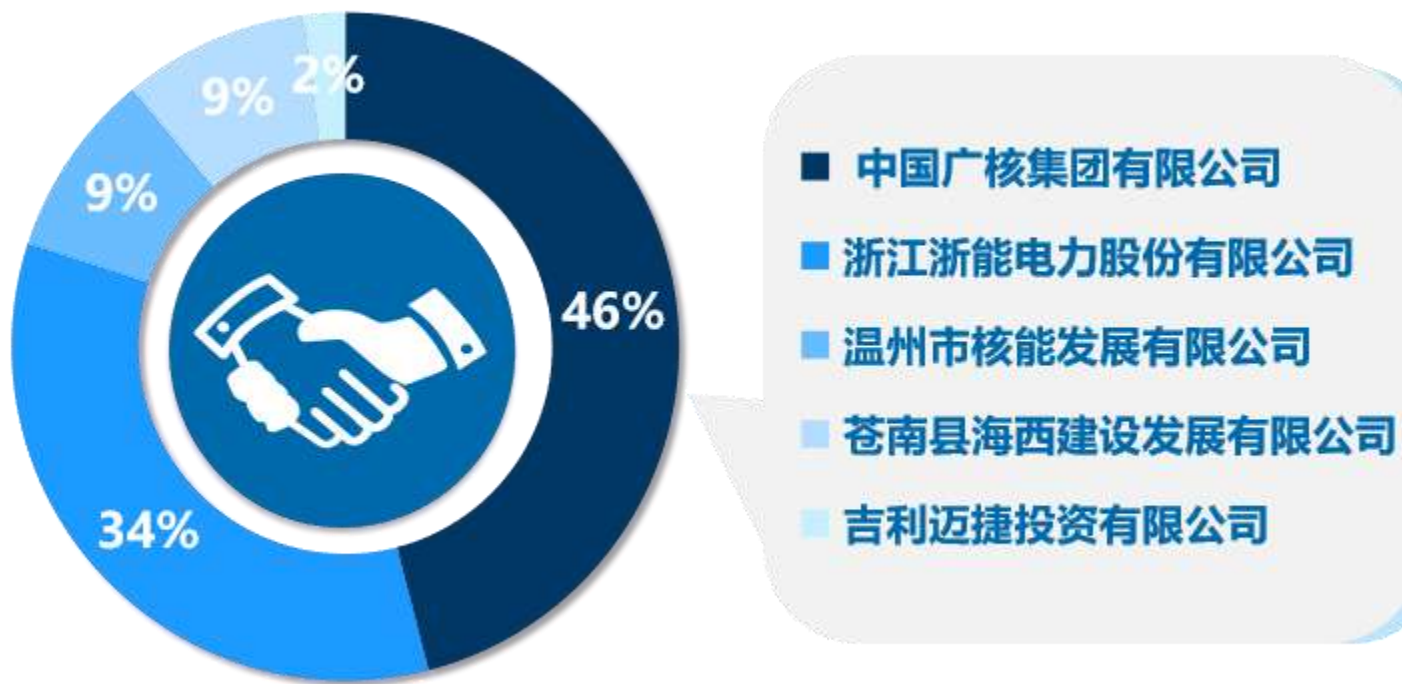 2%
9%
9%
46%
34%
中国广核集团有限公司
浙江浙能电力股份有限公司
温州市核能发展有限公司
苍南县海西建设发展有限公司
吉利迈捷投资有限公司